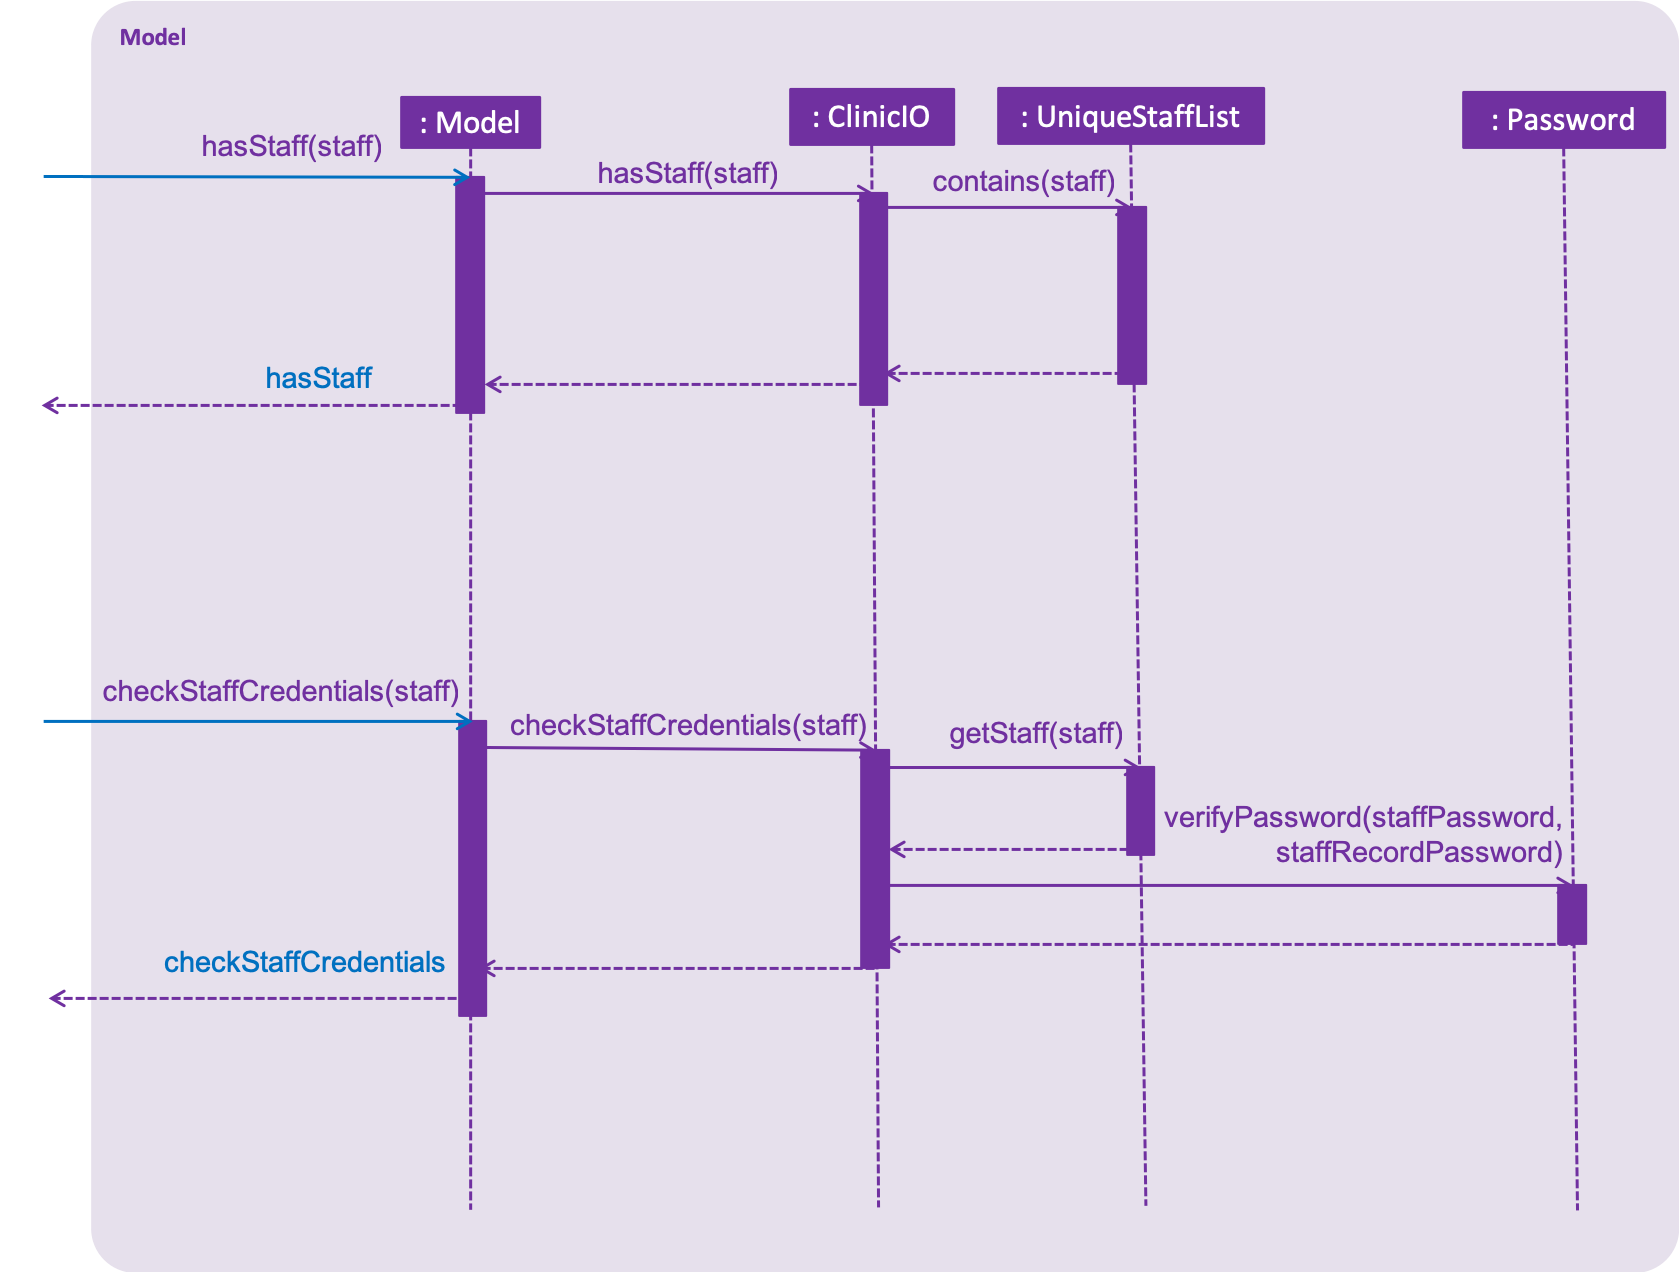 Model
: Model
: ClinicIO
: UniqueStaffList
: Password
hasStaff(staff)
hasStaff(staff)
contains(staff)
hasStaff
checkStaffCredentials(staff)
checkStaffCredentials(staff)
getStaff(staff)
verifyPassword(staffPassword,
staffRecordPassword)
checkStaffCredentials